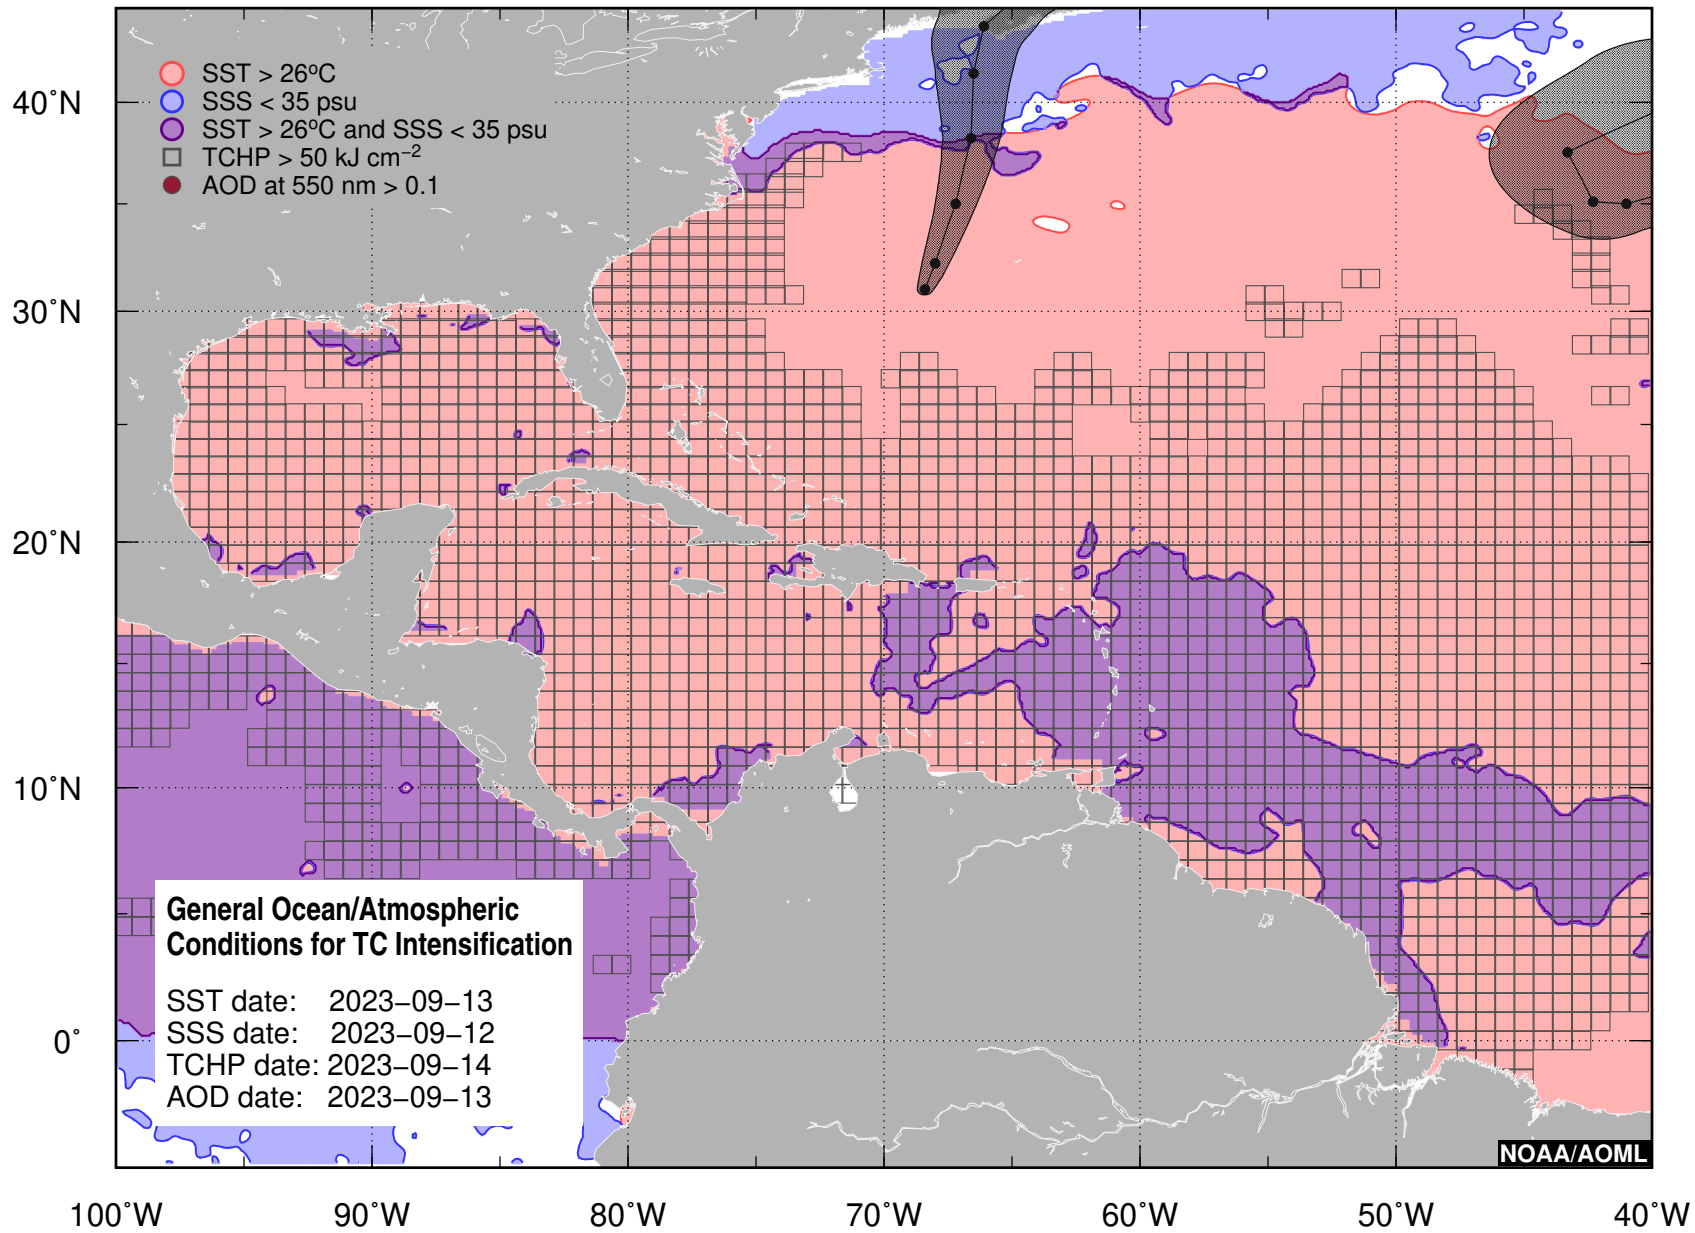 SST > 26°C
SSS < 35 psu
SST > 26°C and SSS < 35 psu
TCHP > 50 kJ cm⁻²
AOD at 550 nm > 0.1
40°N
30°N
20°N
10°N
0°
General Ocean/Atmospheric
Conditions for TC Intensification
SST date: 2023−09−13
SSS date: 2023−09−12
TCHP date: 2023−09−14
AOD date: 2023−09−13
NOAA/AOML
100°W 90°W 80°W 70°W 60°W 50°W 40°W